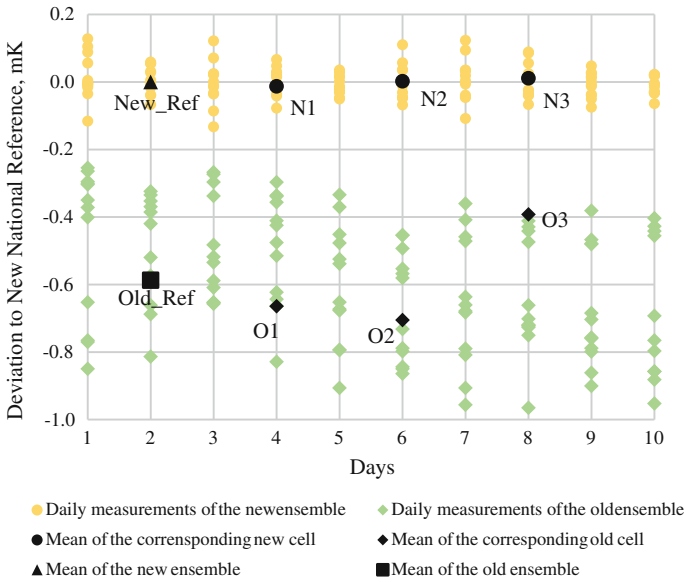 Deviation to New National Reference, mK
0.2
0.0
-0.2
-0.4
-0.6
-0.8
-1.0
New_Ref
N1
N2
N3
Old_Ref
O1
O2
O3
1 2 3 4 5 6 7 8 9 10
Days
Daily measurements of the newensemble
Daily measurements of the oldensemble
Mean of the corrensponding new cell
Mean of the corresponding old cell
Mean of the new ensemble
Mean of the old ensemble